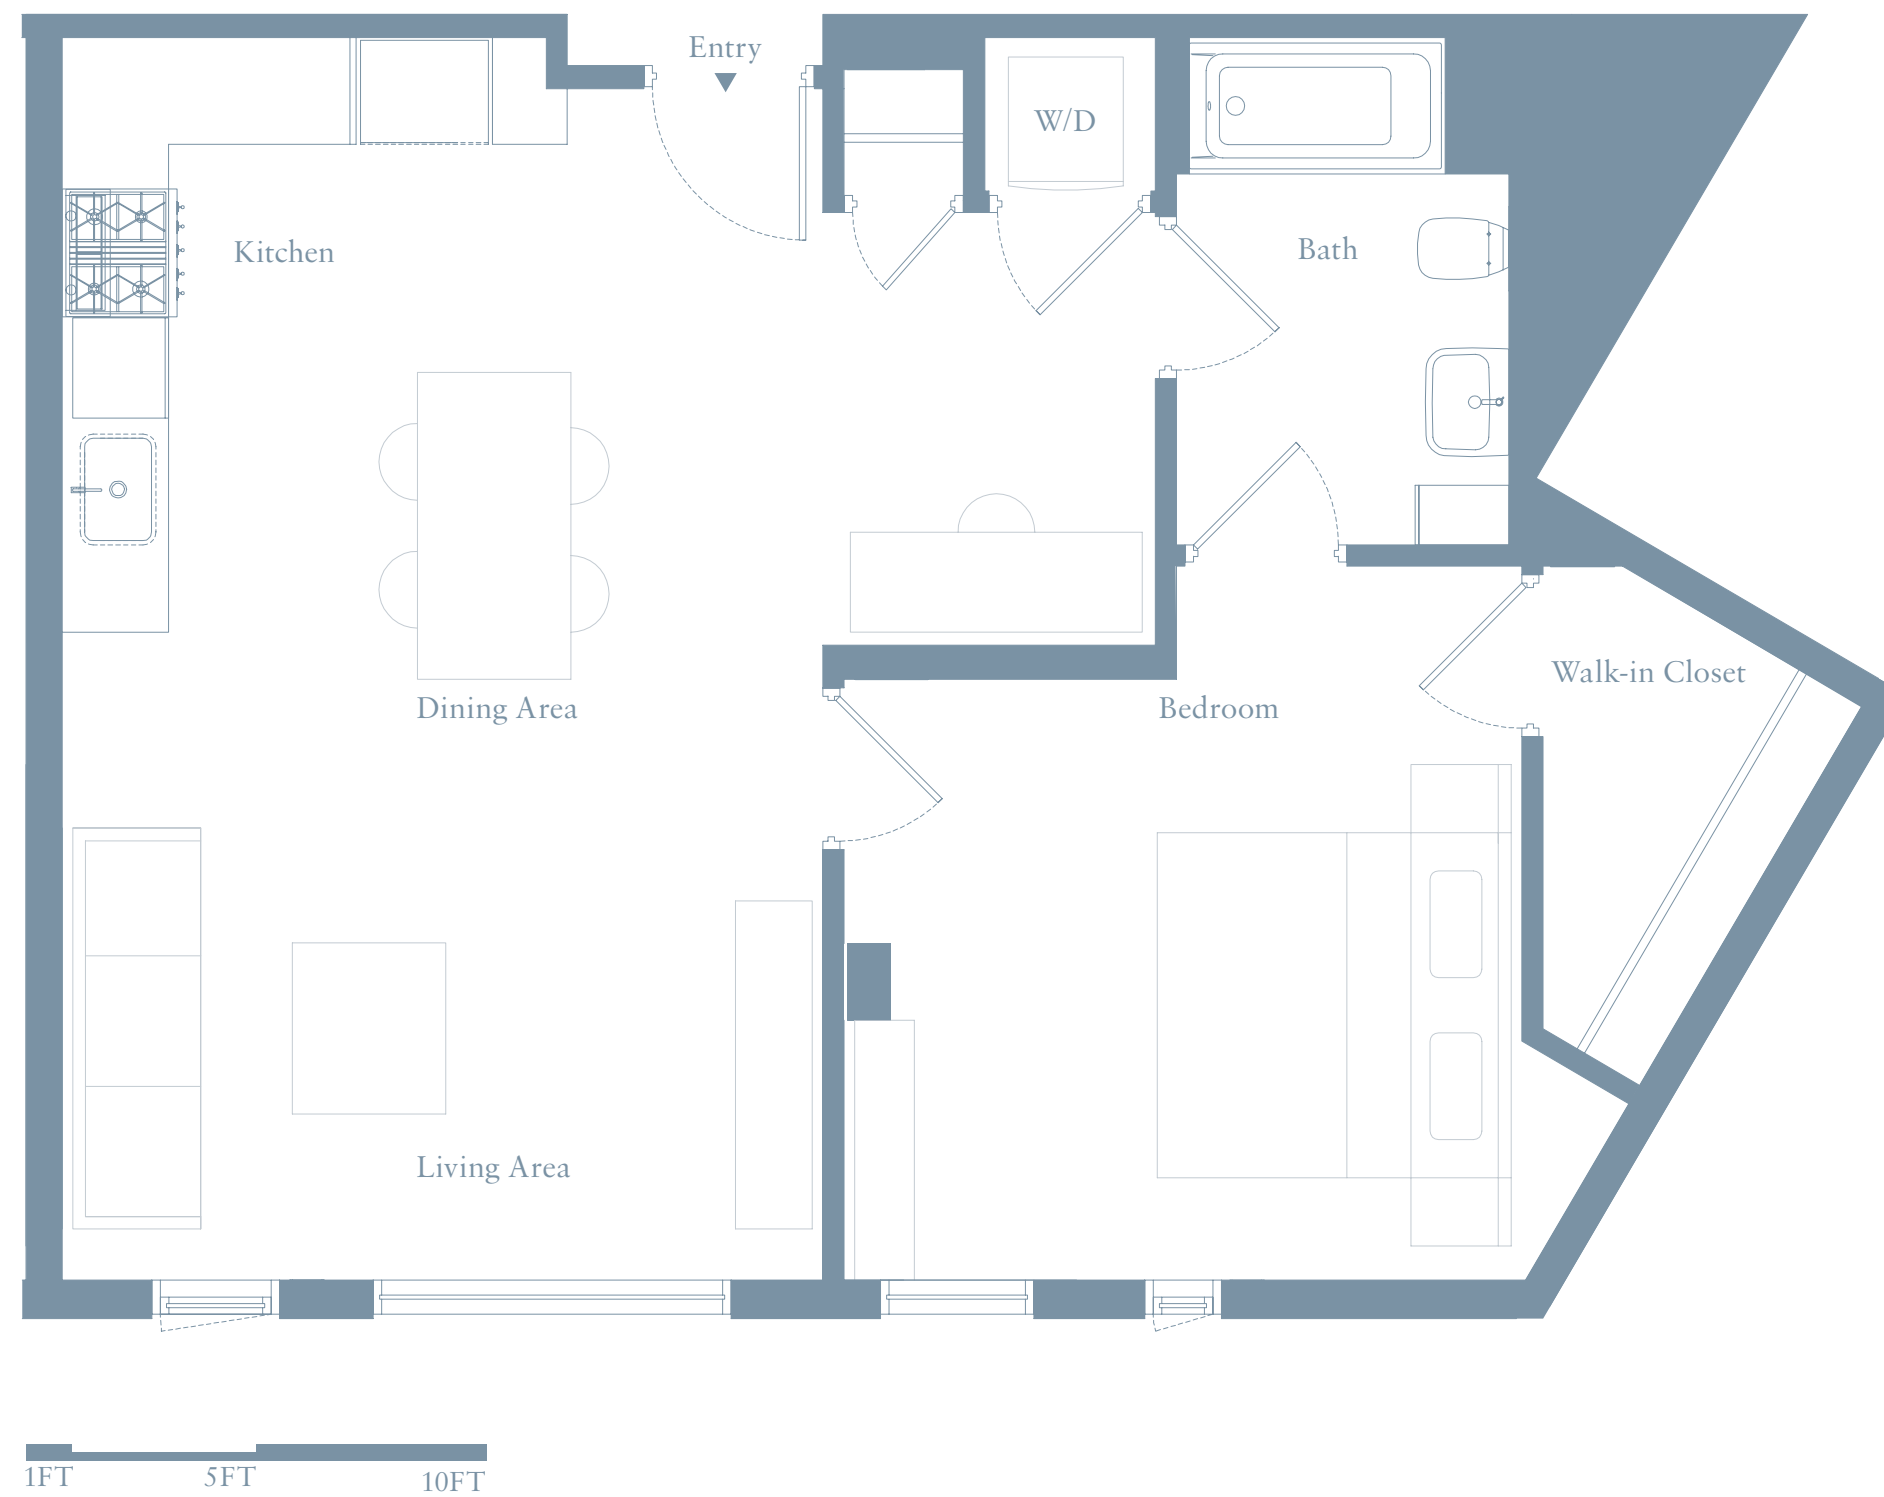 Entry
W/D
Kitchen
Bath
Walk-in Closet
Dining Area
Bedroom
Living Area
1FT
5FT
10FT